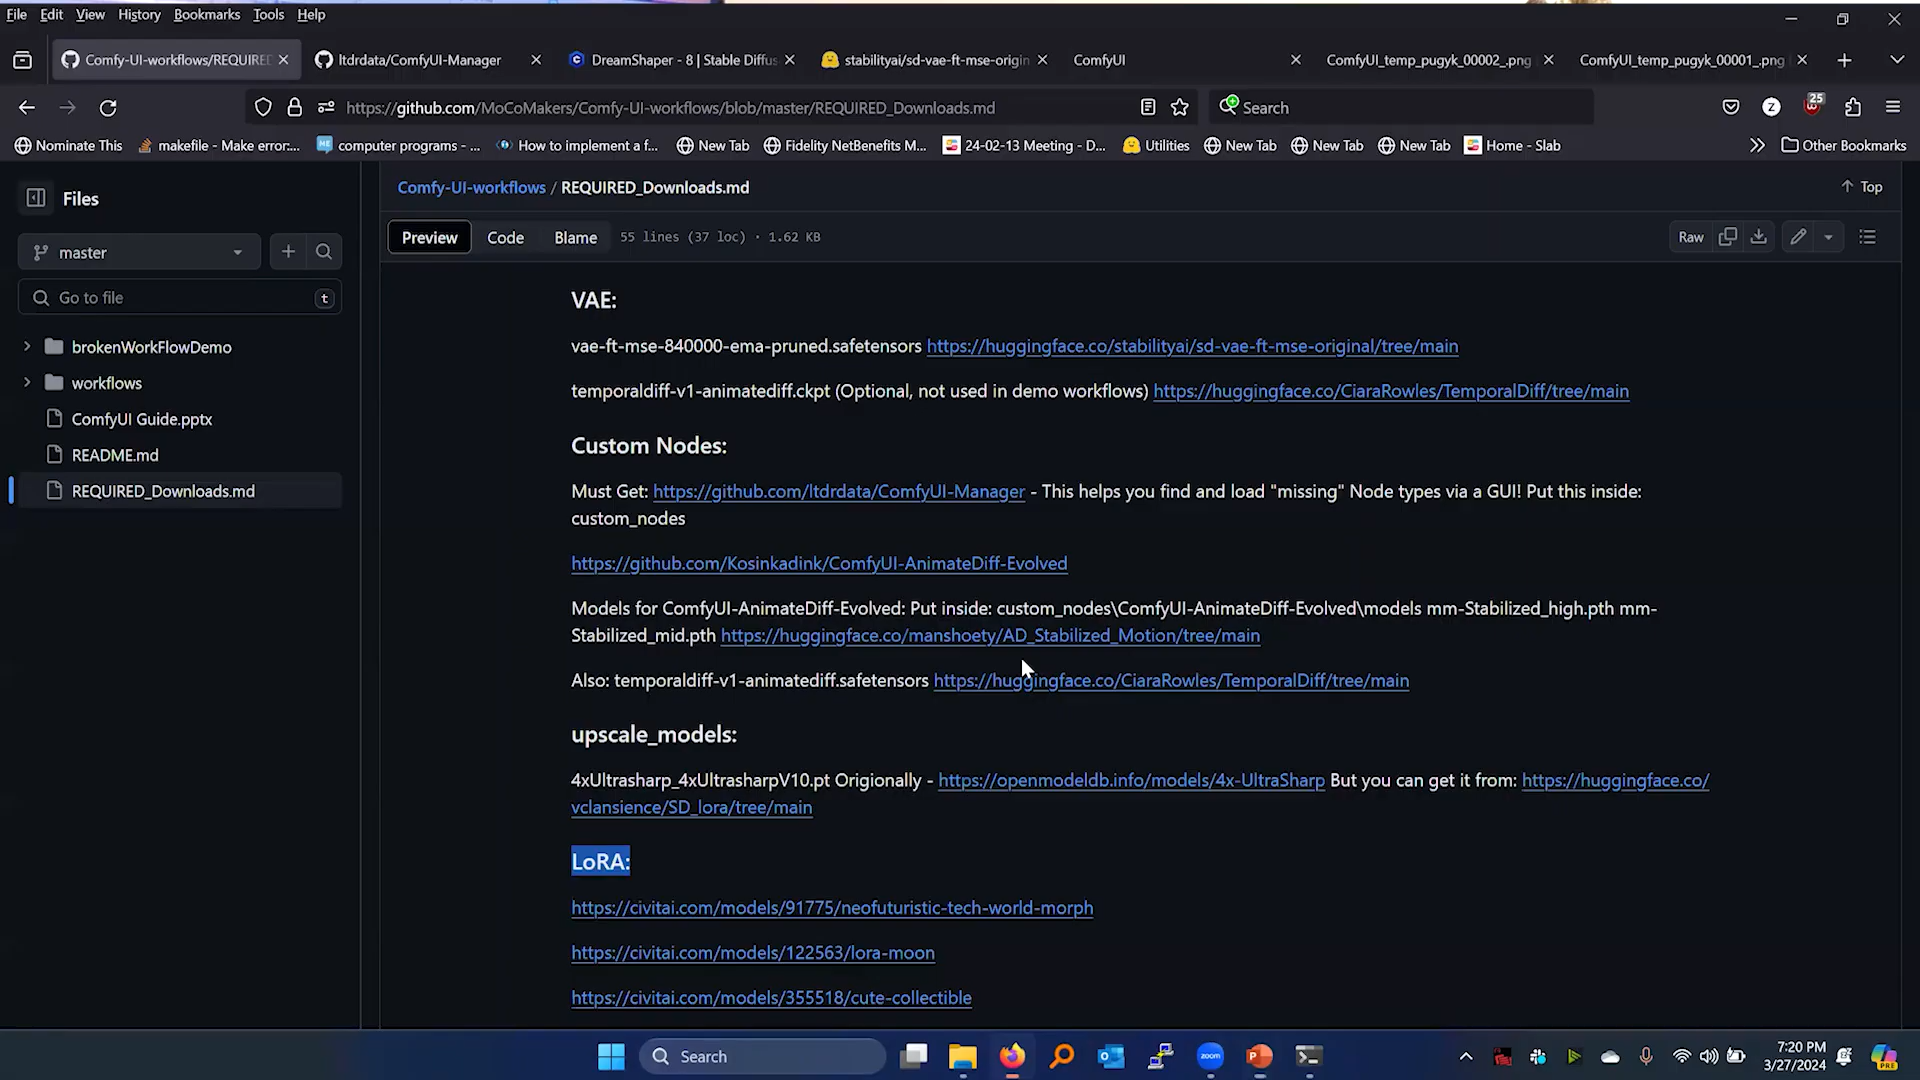 File Edit View History Bookmarks Tools Help
Comfy-UI-workflows/REQUIRED
ltdrdata/ComfyUI-Manager
DreamShaper - 8 | Stable Diffus
stabilityai/sd-vae-ft-mse-origin
ComfyUI
ComfyUI_temp_pugyk_00002_.png
ComfyUI_temp_pugyk_00001_.png
https://github.com/MoCoMakers/Comfy-UI-workflows/blob/master/REQUIRED_Downloads.md
Search
Z
25
Nominate This makefile - Make error:... computer programs - ... How to implement a f... New Tab Fidelity NetBenefits M... 24-02-13 Meeting - D... Utilities New Tab New Tab New Tab Home - Slab Other Bookmarks
Files
Comfy-UI-workflows / REQUIRED_Downloads.md
Top
master
Preview Code Blame 55 lines (37 loc) · 1.62 KB
Raw
Go to file
t
brokenWorkFlowDemo
workflows
ComfyUI Guide.pptx
README.md
REQUIRED_Downloads.md
VAE:
vae-ft-mse-840000-ema-pruned.safetensors https://huggingface.co/stabilityai/sd-vae-ft-mse-original/tree/main
temporaldiff-v1-animatediff.ckpt (Optional, not used in demo workflows) https://huggingface.co/CiaraRowles/TemporalDiff/tree/main
Custom Nodes:
Must Get: https://github.com/ltdrdata/ComfyUI-Manager - This helps you find and load "missing" Node types via a GUI! Put this inside:
custom_nodes
https://github.com/Kosinkadink/ComfyUI-AnimateDiff-Evolved
Models for ComfyUI-AnimateDiff-Evolved: Put inside: custom_nodes\ComfyUI-AnimateDiff-Evolved\models mm-Stabilized_high.pth mm-
Stabilized_mid.pth https://huggingface.co/manshoety/AD_Stabilized_Motion/tree/main
Also: temporaldiff-v1-animatediff.safetensors https://huggingface.co/CiaraRowles/TemporalDiff/tree/main
upscale_models:
4xUltrasharp_4xUltrasharpV10.pt Origionally - https://openmodeldb.info/models/4x-UltraSharp But you can get it from: https://huggingface.co/
vclansience/SD_lora/tree/main
LoRA:
https://civitai.com/models/91775/neofuturistic-tech-world-morph
https://civitai.com/models/122563/lora-moon
https://civitai.com/models/355518/cute-collectible
Search
zoom
7:20 PM
3/27/2024
PRE